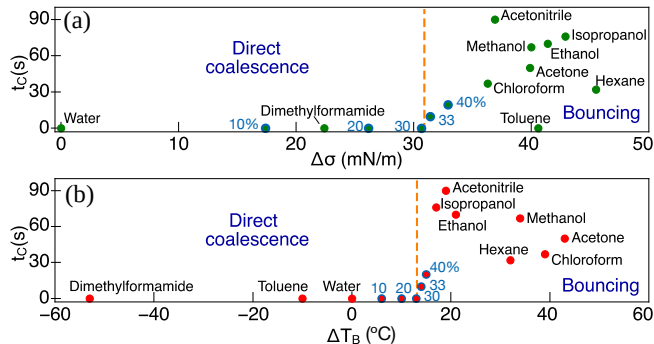 (a)
t_C(s)
90
60
30
0
Direct
coalescence
Acetonitrile
Isopropanol
Methanol
Ethanol
Acetone
Chloroform
Hexane
Water
Dimethylformamide
10%
20
30
33
40%
Toluene
Bouncing
0 10 20 30 40 50
Δσ (mN/m)
(b)
t_C(s)
90
60
30
0
Direct
coalescence
Acetonitrile
Isopropanol
Ethanol
Methanol
Acetone
Hexane
Chloroform
40%
Dimethylformamide
Toluene
Water
10
20
33
30
Bouncing
−60 −40 −20 0 20 40 60
ΔT_B (°C)